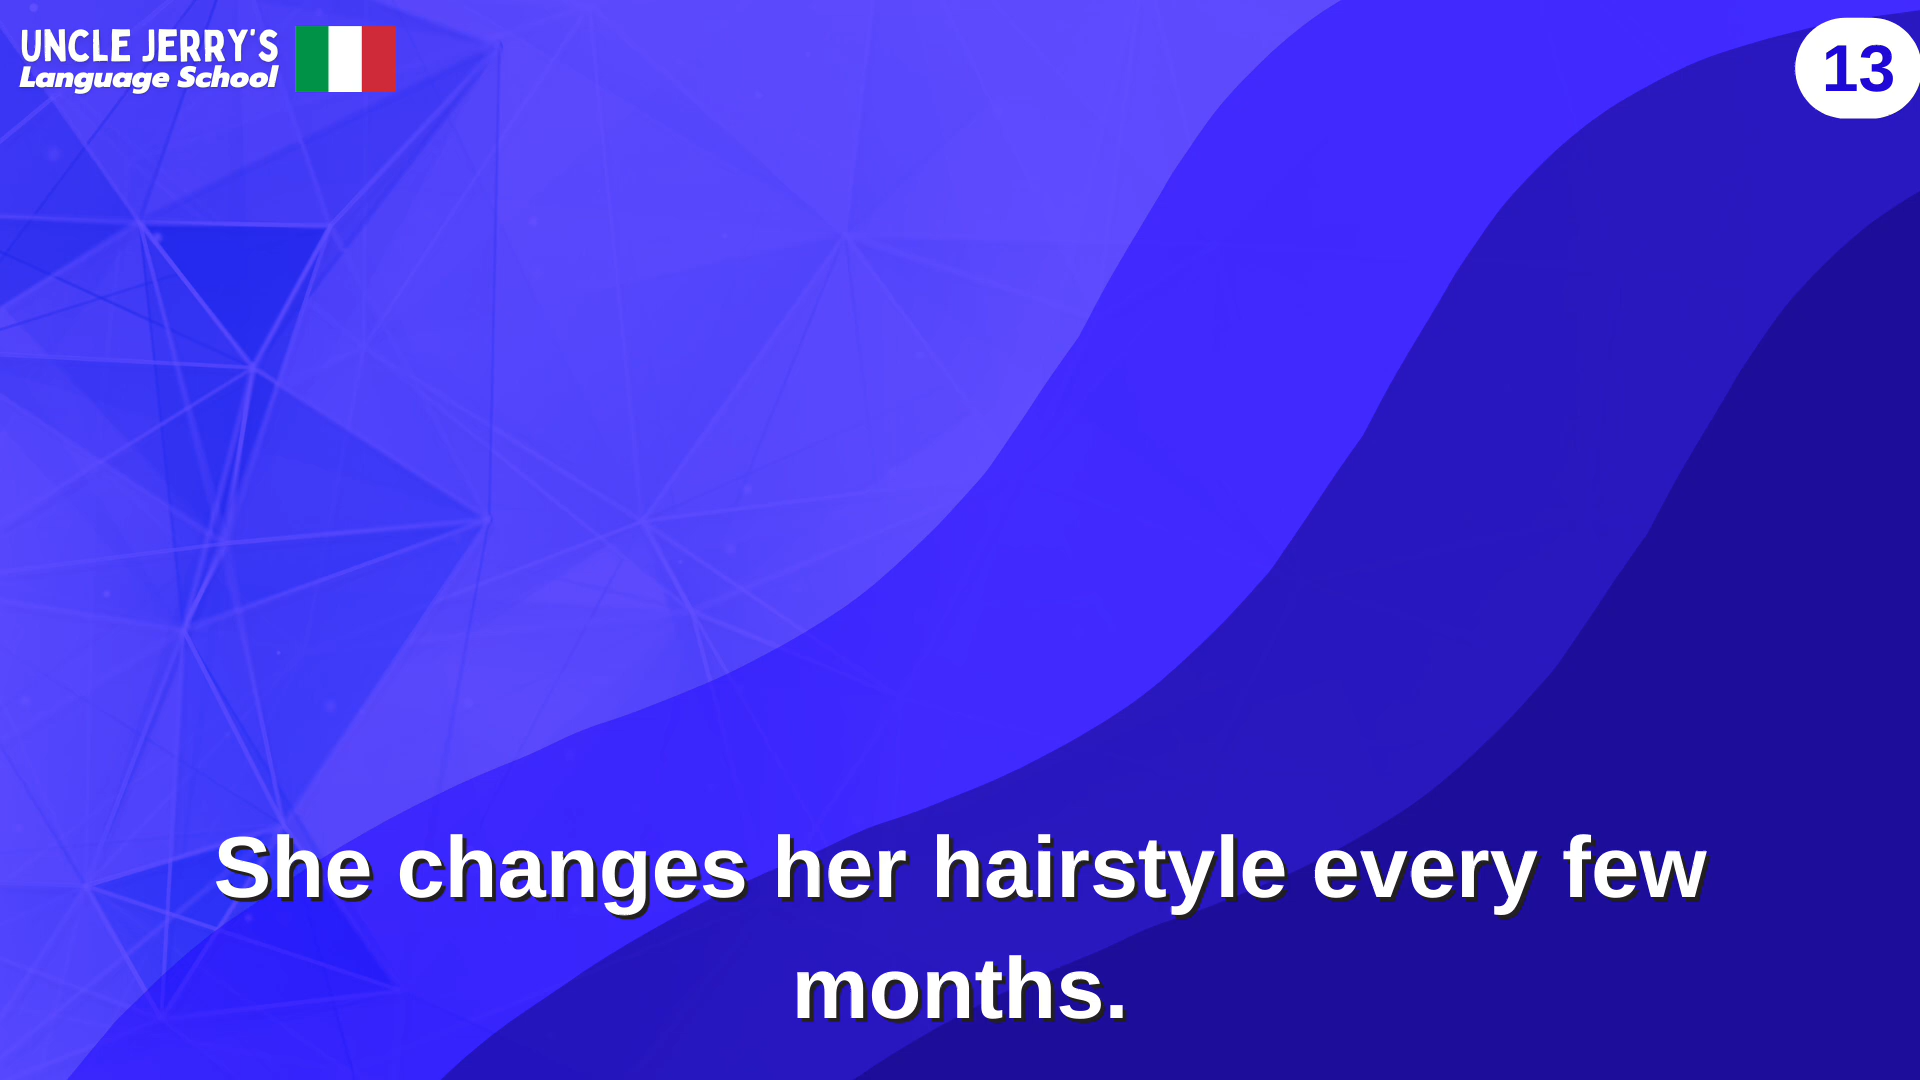 UNCLE JERRY'S
Language School
13
She changes her hairstyle every few
months.